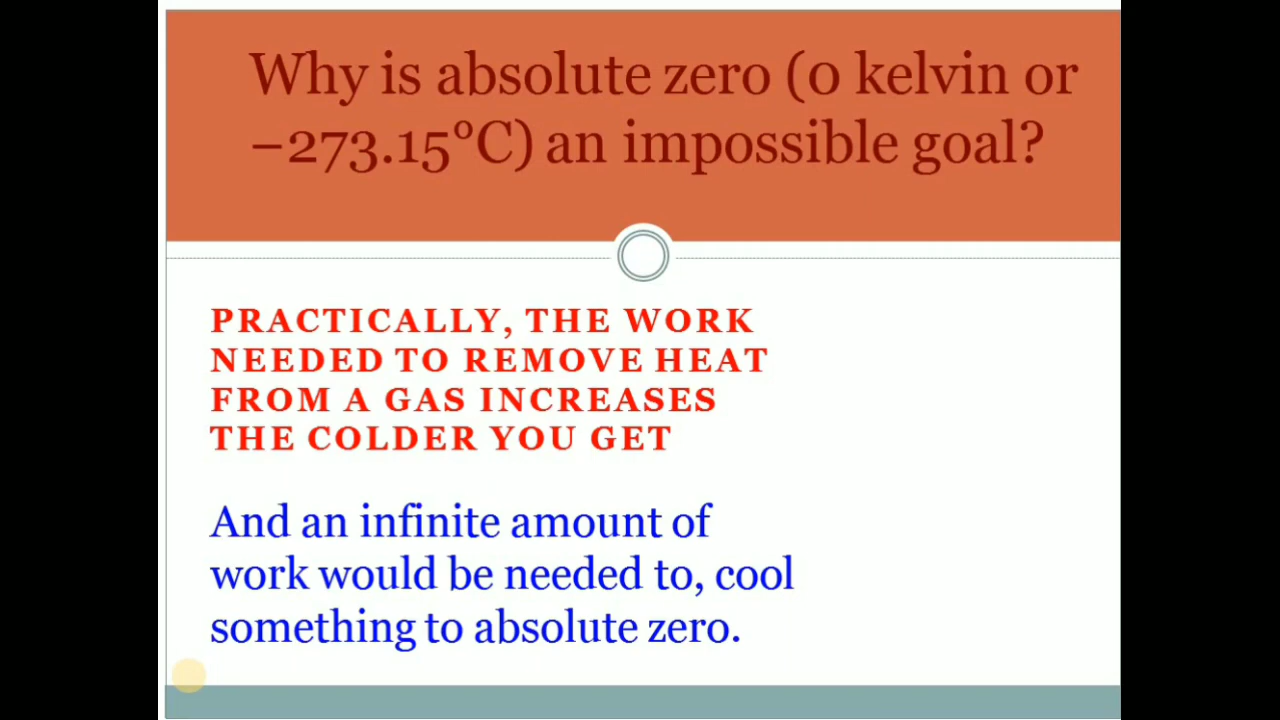 Why is absolute zero (0 kelvin or
−273.15°C) an impossible goal?
PRACTICALLY, THE WORK
NEEDED TO REMOVE HEAT
FROM A GAS INCREASES
THE COLDER YOU GET
And an infinite amount of
work would be needed to, cool
something to absolute zero.